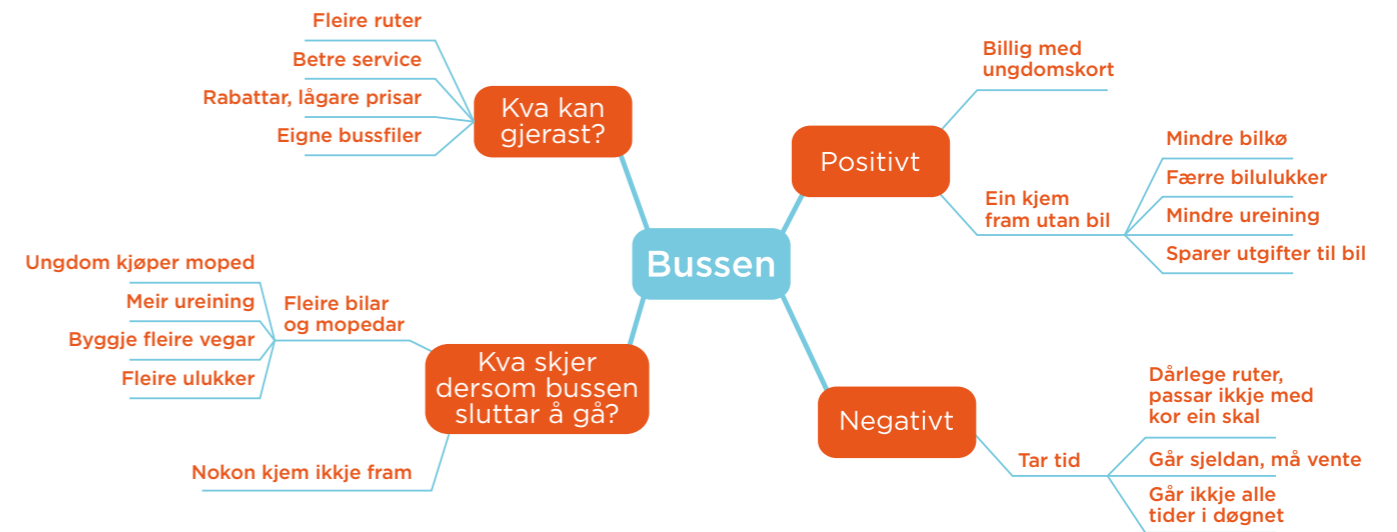 Fleire ruter
Betre service
Rabattar, lågare prisar
Eigne bussfiler
Kva kan
gjerast?
Billig med
ungdomskort
Positivt
Ein kjem
fram utan bil
Mindre bilkø
Færre bilulukker
Mindre ureining
Sparer utgifter til bil
Bussen
Ungdom kjøper moped
Meir ureining
Byggje fleire vegar
Fleire ulukker
Fleire bilar
og mopedar
Kva skjer
dersom bussen
sluttar å gå?
Nokon kjem ikkje fram
Negativt
Tar tid
Dårlege ruter,
passar ikkje med
kor ein skal
Går sjeldan, må vente
Går ikkje alle
tider i døgnet